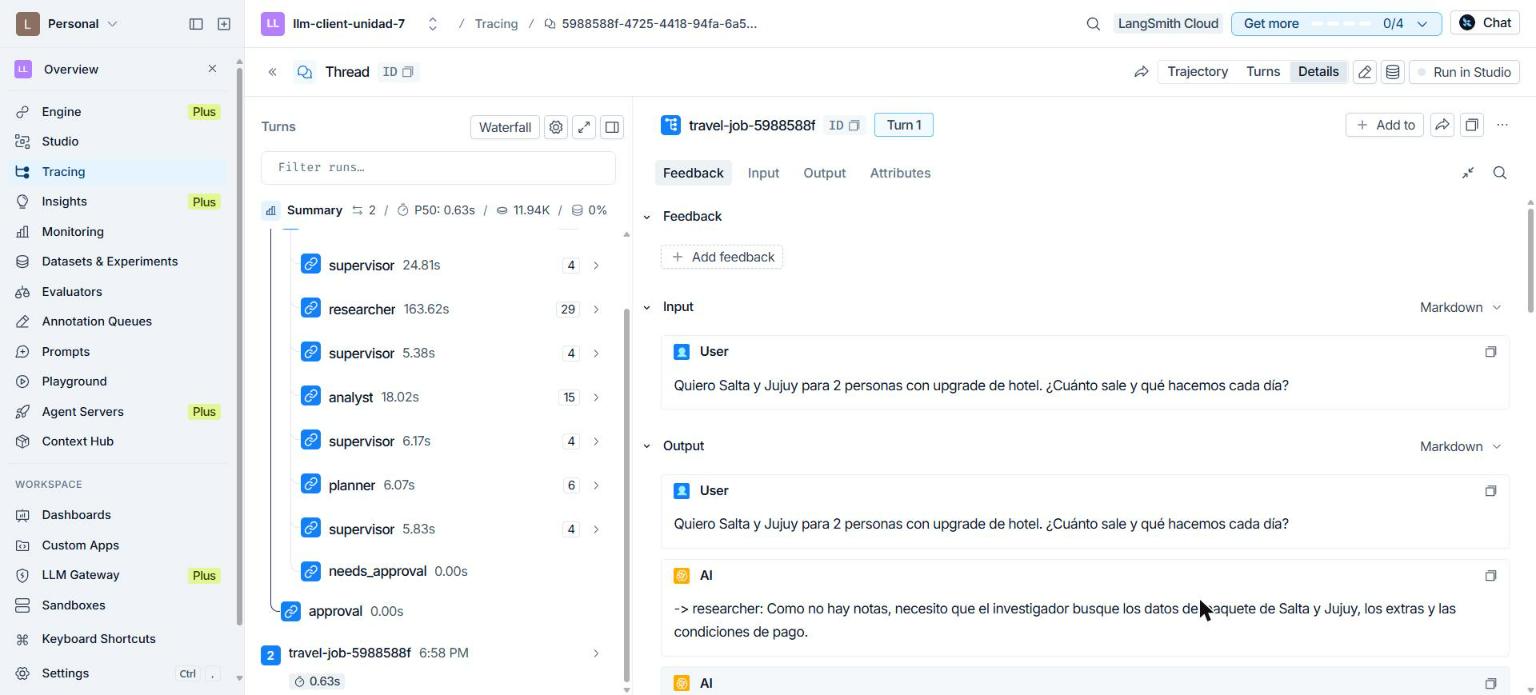 L Personal
LL Overview
Engine Plus
Studio
Tracing
Insights Plus
Monitoring
Datasets & Experiments
Evaluators
Annotation Queues
Prompts
Playground
Agent Servers Plus
Context Hub
WORKSPACE
Dashboards
Custom Apps
LLM Gateway Plus
Sandboxes
Keyboard Shortcuts
Settings Ctrl ,
LL llm-client-unidad-7 / Tracing / 5988588f-4725-4418-94fa-6a5...
LangSmith Cloud Get more 0/4 Chat
Thread ID
Trajectory Turns Details Run in Studio
Turns Waterfall
Filter runs…
Summary 2 / P50: 0.63s / 11.94K / 0%
supervisor 24.81s 4
researcher 163.62s 29
supervisor 5.38s 4
analyst 18.02s 15
supervisor 6.17s 4
planner 6.07s 6
supervisor 5.83s 4
needs_approval 0.00s
approval 0.00s
2 travel-job-5988588f 6:58 PM
0.63s
travel-job-5988588f ID Turn 1
+ Add to ...
Feedback Input Output Attributes
Feedback
+ Add feedback
Input Markdown
User
Quiero Salta y Jujuy para 2 personas con upgrade de hotel. ¿Cuánto sale y qué hacemos cada día?
Output Markdown
User
Quiero Salta y Jujuy para 2 personas con upgrade de hotel. ¿Cuánto sale y qué hacemos cada día?
AI
-> researcher: Como no hay notas, necesito que el investigador busque los datos de aquete de Salta y Jujuy, los extras y las
condiciones de pago.
AI